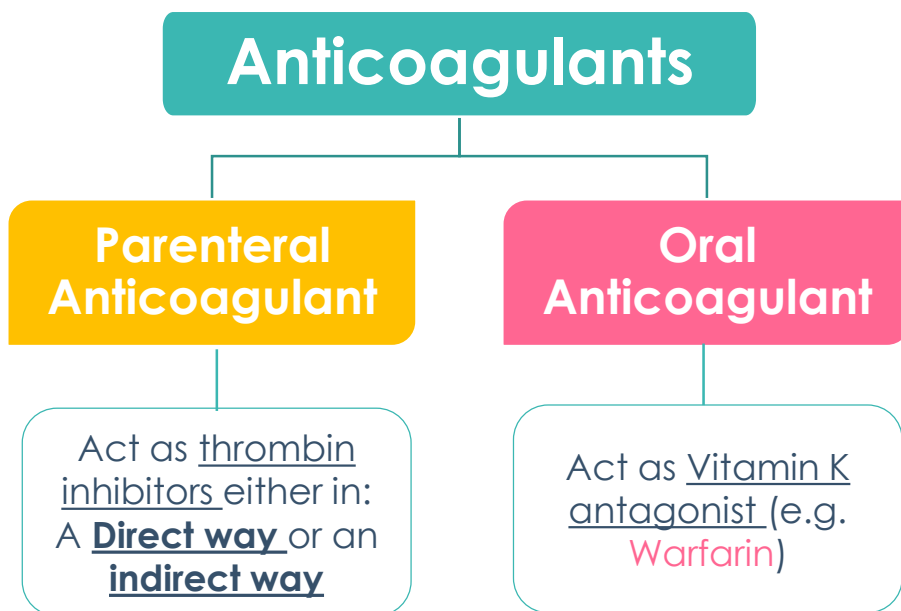 Anticoagulants
Parenteral
Anticoagulant
Oral
Anticoagulant
Act as thrombin
inhibitors either in:
A Direct way or an
indirect way
Act as Vitamin K
antagonist (e.g.
Warfarin)